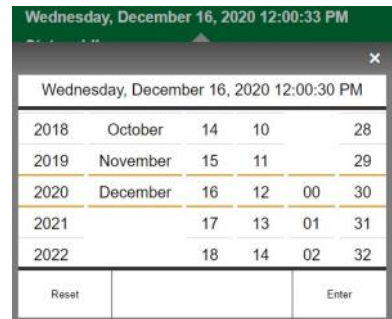 Wednesday, December 16, 2020 12:00:33 PM
×
Wednesday, December 16, 2020 12:00:30 PM
2018 October 14 10 28
2019 November 15 11 29
2020 December 16 12 00 30
2021 17 13 01 31
2022 18 14 02 32
Reset Enter